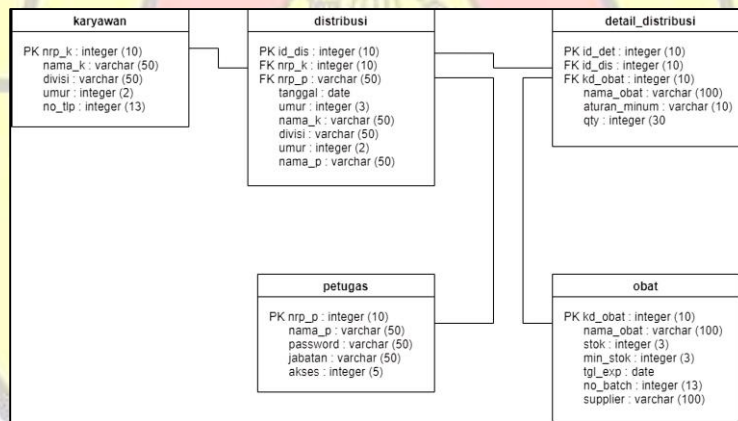 karyawan
PK nrp_k : integer (10)
nama_k : varchar (50)
divisi : varchar (50)
umur : integer (2)
no_tlp : integer (13)
distribusi
PK id_dis : integer (10)
FK nrp_k : integer (10)
FK nrp_p : varchar (50)
tanggal : date
umur : integer (3)
nama_k : varchar (50)
divisi : varchar (50)
umur : integer (2)
nama_p : varchar (50)
detail_distribusi
PK id_det : integer (10)
FK id_dis : integer (10)
FK kd_obat : integer (10)
nama_obat : varchar (100)
aturan_minum : varchar (10)
qty : integer (30
petugas
PK nrp_p : integer (10)
nama_p : varchar (50)
password : varchar (50)
jabatan : varchar (50)
akses : integer (5)
obat
PK kd_obat : integer (10)
nama_obat : varchar (100)
stok : integer (3)
min_stok : integer (3)
tgl_exp : date
no_batch : integer (13)
supplier : varchar (100)